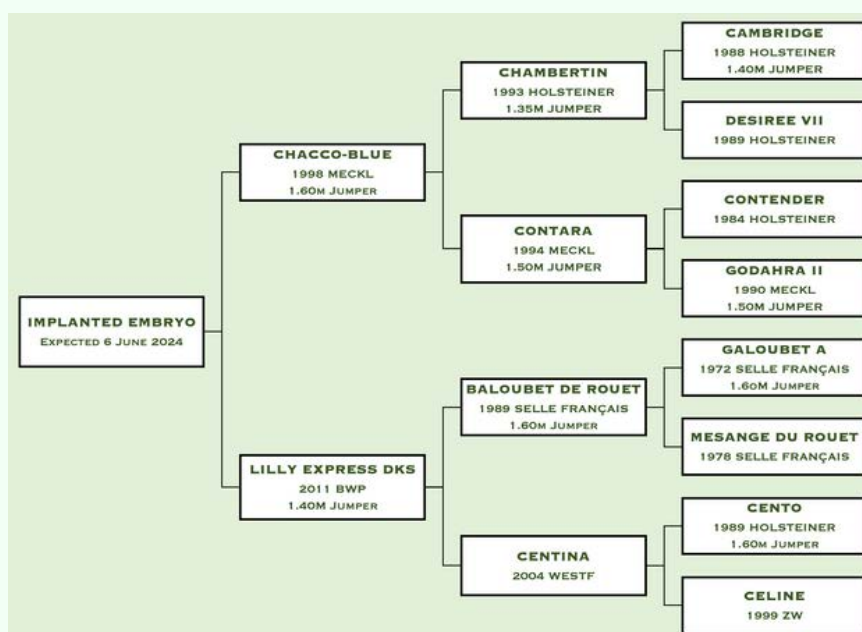 IMPLANTED EMBRYO
EXPECTED 6 JUNE 2024
CHACCO-BLUE
1998 MECKL
1.60M JUMPER
LILLY EXPRESS DKS
2011 BWP
1.40M JUMPER
CHAMBERTIN
1993 HOLSTEINER
1.35M JUMPER
CONTARA
1994 MECKL
1.50M JUMPER
BALOUBET DE ROUET
1989 SELLE FRANÇAIS
1.60M JUMPER
CENTINA
2004 WESTF
CAMBRIDGE
1988 HOLSTEINER
1.40M JUMPER
DESIREE VII
1989 HOLSTEINER
CONTENDER
1984 HOLSTEINER
GODAHRA II
1990 MECKL
1.50M JUMPER
GALOUBET A
1972 SELLE FRANÇAIS
1.60M JUMPER
MESANGE DU ROUET
1978 SELLE FRANÇAIS
CENTO
1989 HOLSTEINER
1.60M JUMPER
CELINE
1999 ZW